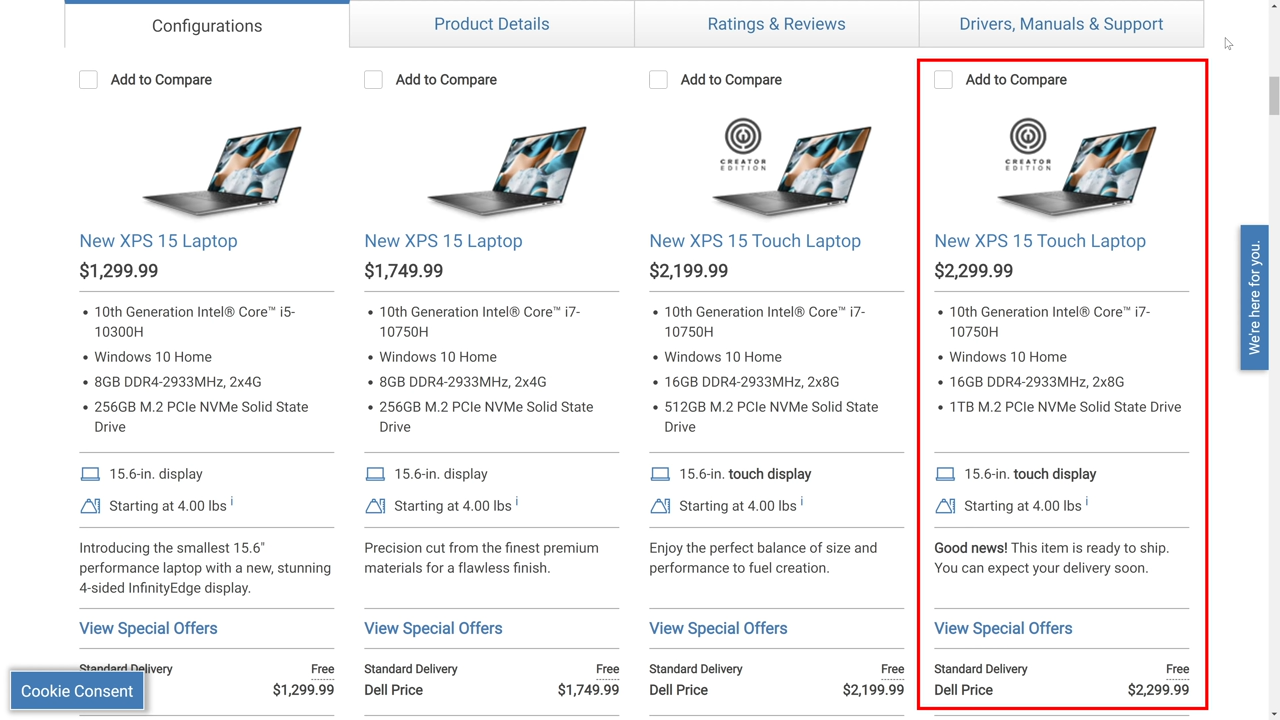 Configurations
Product Details
Ratings & Reviews
Drivers, Manuals & Support
Add to Compare
New XPS 15 Laptop
$1,299.99
10th Generation Intel® Core™ i5-
10300H
Windows 10 Home
8GB DDR4-2933MHz, 2x4G
256GB M.2 PCIe NVMe Solid State
Drive
15.6-in. display
Starting at 4.00 lbs i
Introducing the smallest 15.6"
performance laptop with a new, stunning
4-sided InfinityEdge display.
View Special Offers
Standard Delivery Free
$1,299.99
Add to Compare
New XPS 15 Laptop
$1,749.99
10th Generation Intel® Core™ i7-
10750H
Windows 10 Home
8GB DDR4-2933MHz, 2x4G
256GB M.2 PCIe NVMe Solid State
Drive
15.6-in. display
Starting at 4.00 lbs i
Precision cut from the finest premium
materials for a flawless finish.
View Special Offers
Standard Delivery Free
Dell Price $1,749.99
Add to Compare
CREATOR
EDITION
New XPS 15 Touch Laptop
$2,199.99
10th Generation Intel® Core™ i7-
10750H
Windows 10 Home
16GB DDR4-2933MHz, 2x8G
512GB M.2 PCIe NVMe Solid State
Drive
15.6-in. touch display
Starting at 4.00 lbs i
Enjoy the perfect balance of size and
performance to fuel creation.
View Special Offers
Standard Delivery Free
Dell Price $2,199.99
Add to Compare
CREATOR
EDITION
New XPS 15 Touch Laptop
$2,299.99
10th Generation Intel® Core™ i7-
10750H
Windows 10 Home
16GB DDR4-2933MHz, 2x8G
1TB M.2 PCIe NVMe Solid State Drive
15.6-in. touch display
Starting at 4.00 lbs i
Good news! This item is ready to ship.
You can expect your delivery soon.
View Special Offers
Standard Delivery Free
Dell Price $2,299.99
We're here for you.
Cookie Consent